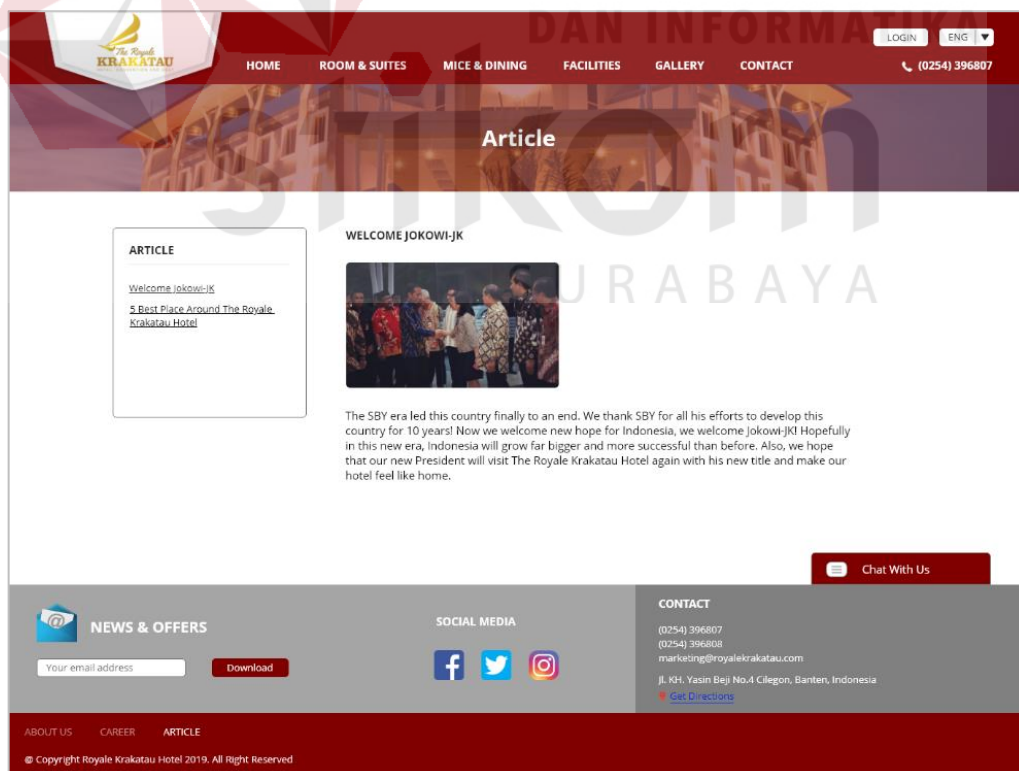 DAN INFORMATIKA
The Royale
KRAKATAU
LOGIN ENG
HOME ROOM & SUITES MICE & DINING FACILITIES GALLERY CONTACT (0254) 396807
Article
stikom
SURABAYA
ARTICLE
Welcome Jokowi-JK
5 Best Place Around The Royale
Krakatau Hotel
WELCOME JOKOWI-JK
The SBY era led this country finally to an end. We thank SBY for all his efforts to develop this
country for 10 years! Now we welcome new hope for Indonesia, we welcome Jokowi-JK! Hopefully
in this new era, Indonesia will grow far bigger and more successful than before. Also, we hope
that our new President will visit The Royale Krakatau Hotel again with his new title and make our
hotel feel like home.
Chat With Us
NEWS & OFFERS
Your email address Download
SOCIAL MEDIA
CONTACT
(0254) 396807
(0254) 396808
marketing@royalekrakatau.com
Jl. KH. Yasin Beji No.4 Cilegon, Banten, Indonesia
Get Directions
ABOUT US CAREER ARTICLE
@ Copyright Royale Krakatau Hotel 2019. All Right Reserved